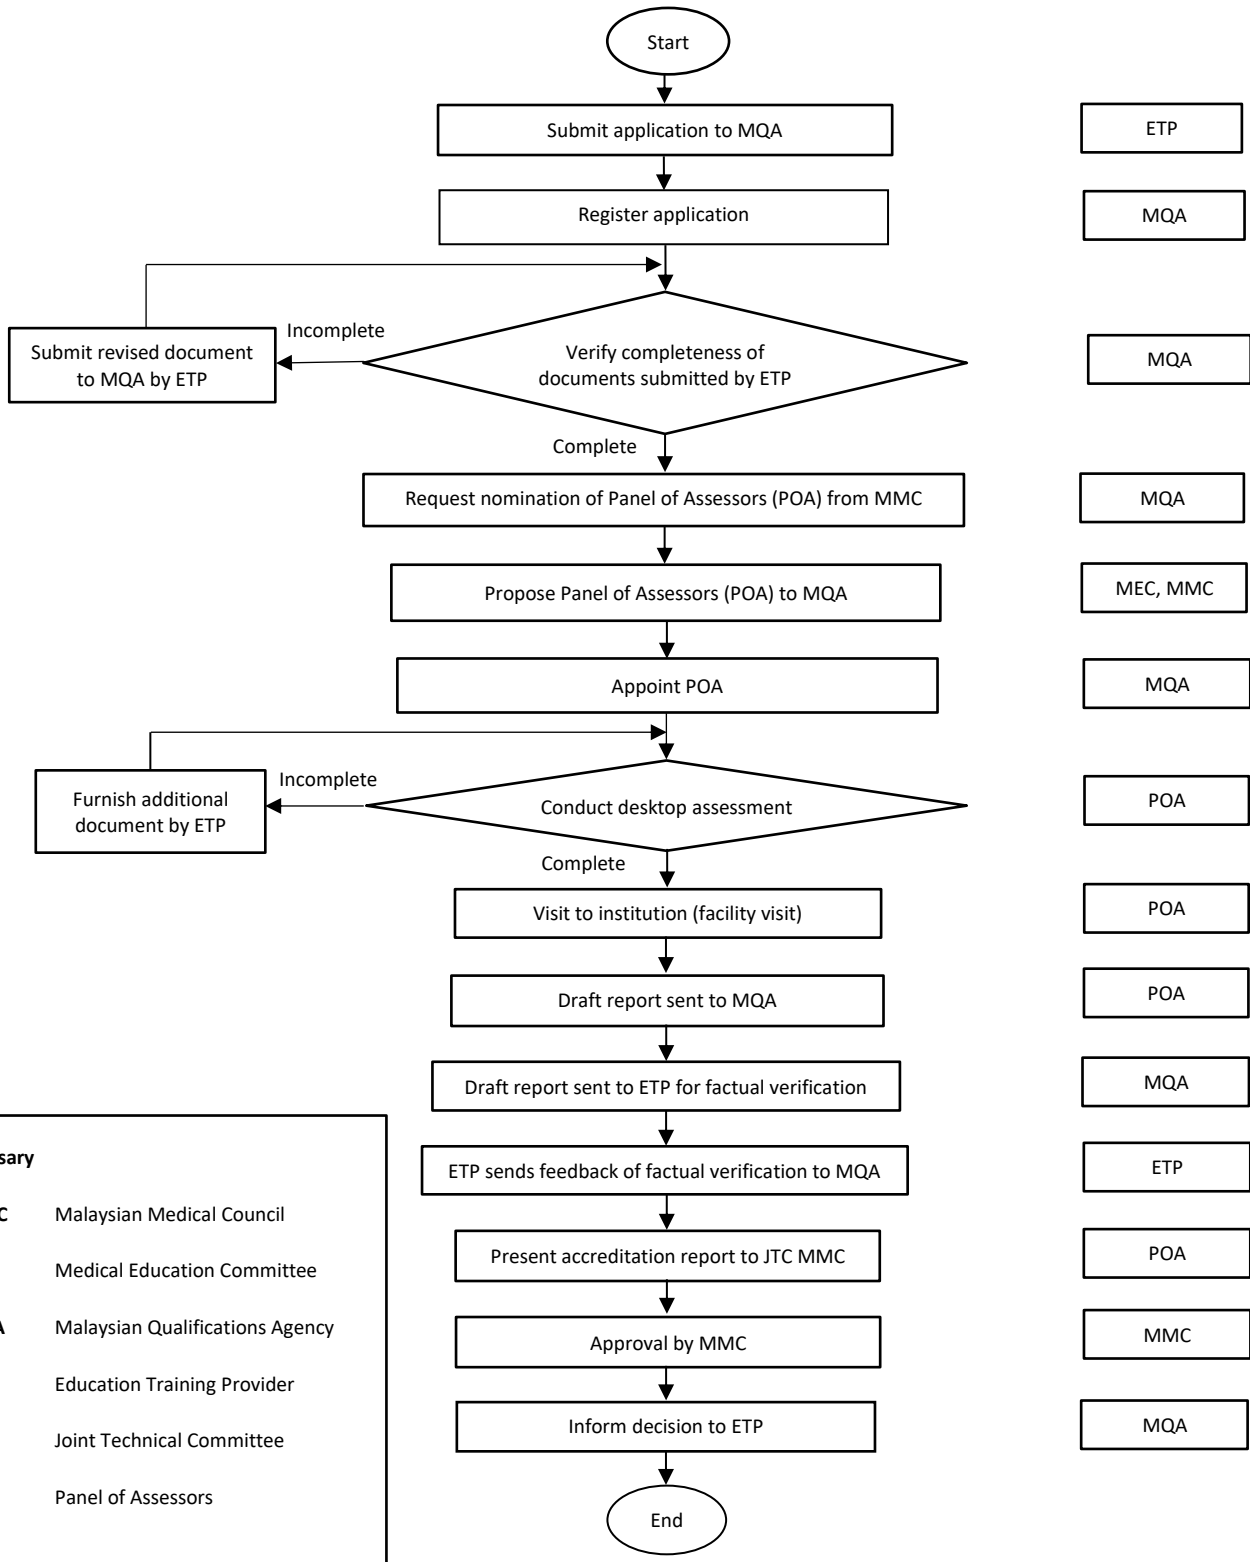 Start
Submit application to MQA
ETP
Register application
MQA
Incomplete
Submit revised document
to MQA by ETP
Verify completeness of
documents submitted by ETP
MQA
Complete
Request nomination of Panel of Assessors (POA) from MMC
MQA
Propose Panel of Assessors (POA) to MQA
MEC, MMC
Appoint POA
MQA
Incomplete
Furnish additional
document by ETP
Conduct desktop assessment
POA
Complete
Visit to institution (facility visit)
POA
Draft report sent to MQA
POA
Draft report sent to ETP for factual verification
MQA
ETP sends feedback of factual verification to MQA
ETP
Present accreditation report to JTC MMC
POA
Approval by MMC
MMC
Inform decision to ETP
MQA
End
sary
C Malaysian Medical Council
Medical Education Committee
A Malaysian Qualifications Agency
Education Training Provider
Joint Technical Committee
Panel of Assessors